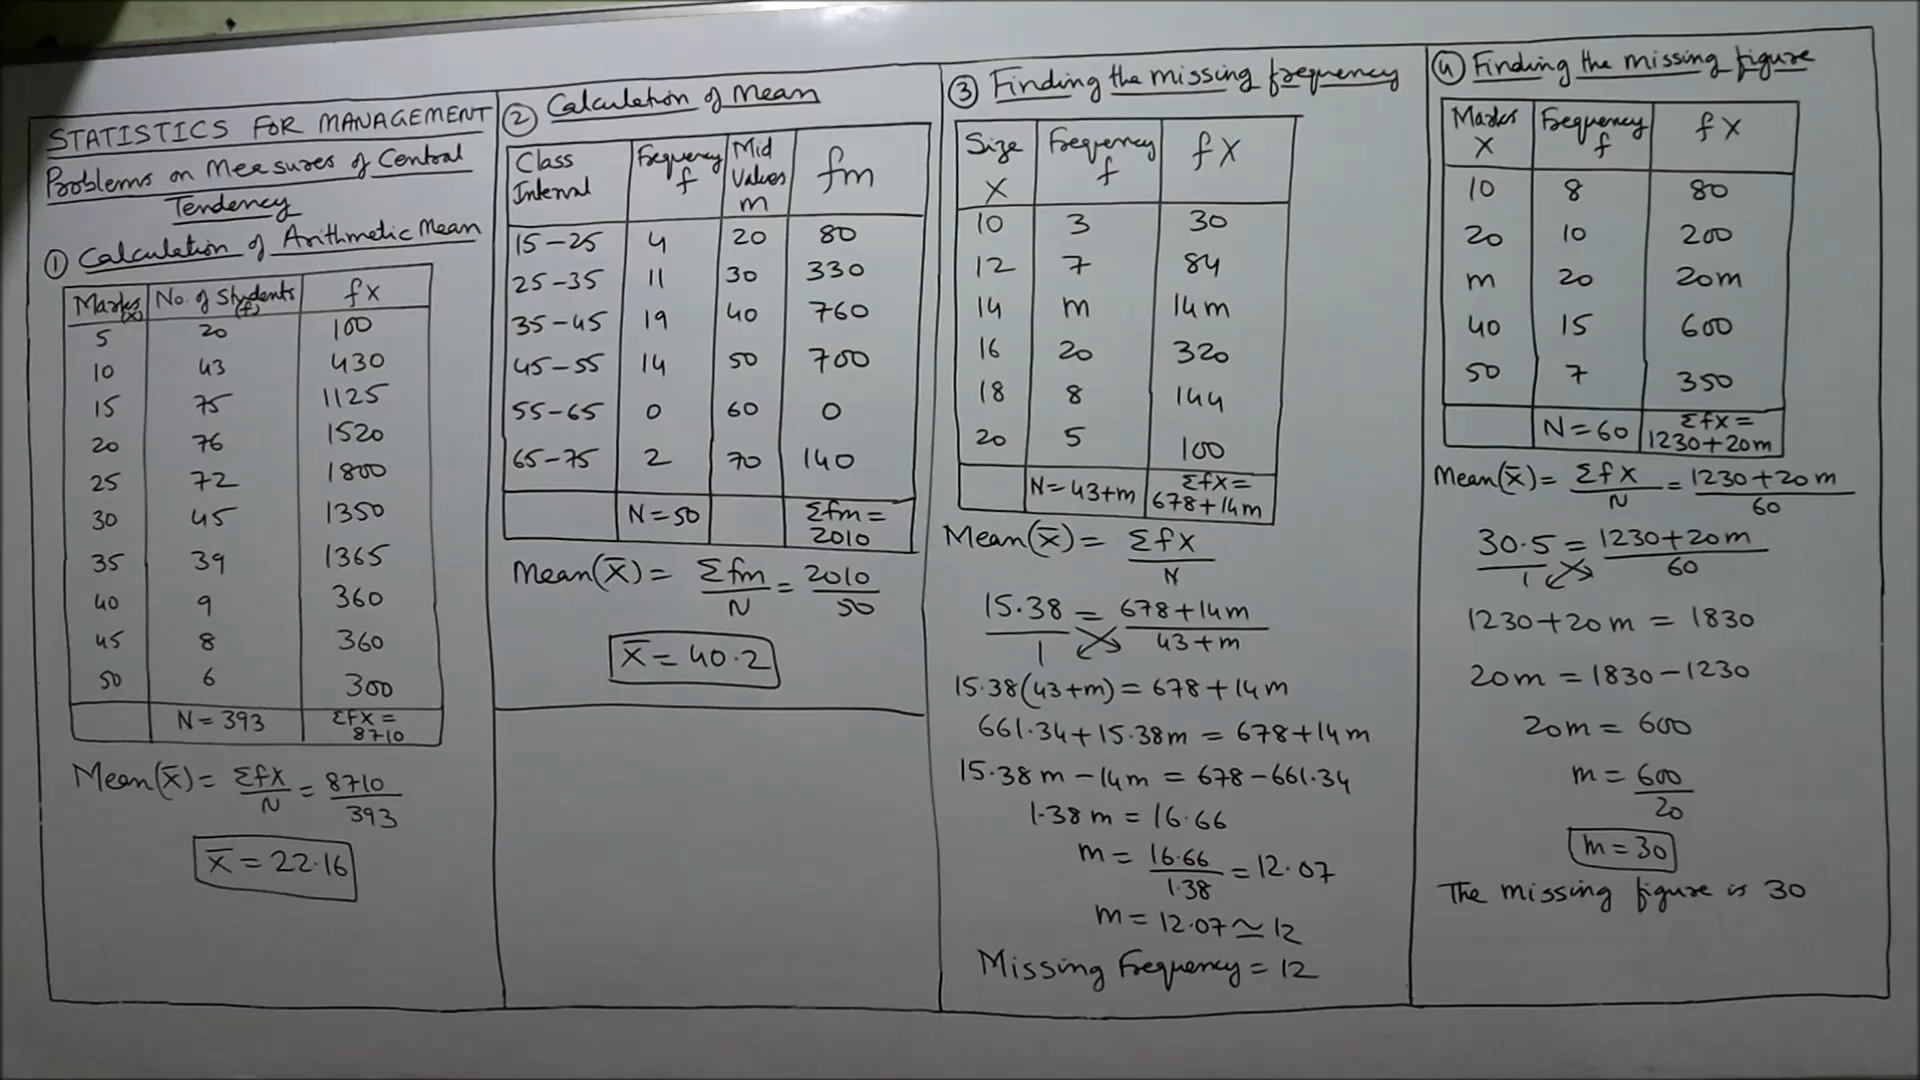 STATISTICS FOR MANAGEMENT
Problems on Measures of Central
Tendency
① Calculation of Arithmetic Mean
Marks (x) No. of Students (f) fX
5 20 100
10 43 430
15 75 1125
20 76 1520
25 72 1800
30 45 1350
35 39 1365
40 9 360
45 8 360
50 6 300
N = 393 Σfx = 8710
Mean(x̄) = ΣfX/N = 8710/393
x̄ = 22.16
② Calculation of Mean
Class Interval Frequency f Mid Values m fm
15-25 4 20 80
25-35 11 30 330
35-45 19 40 760
45-55 14 50 700
55-65 0 60 0
65-75 2 70 140
N = 50 Σfm = 2010
Mean(x̄) = Σfm/N = 2010/50
x̄ = 40.2
③ Finding the missing frequency
Size X Frequency f fX
10 3 30
12 7 84
14 m 14m
16 20 320
18 8 144
20 5 100
N = 43+m ΣfX = 678+14m
Mean(x̄) = ΣfX/N
15.38/1 = 678+14m/43+m
15.38(43+m) = 678+14m
661.34+15.38m = 678+14m
15.38m-14m = 678-661.34
1.38m = 16.66
m = 16.66/1.38 = 12.07
m = 12.07 ≃ 12
Missing Frequency = 12
④ Finding the missing figure
Marks X Frequency f fX
10 8 80
20 10 200
m 20 20m
40 15 600
50 7 350
N = 60 Σfx = 1230+20m
Mean(x̄) = ΣfX/N = 1230+20m/60
30.5/1 = 1230+20m/60
1230+20m = 1830
20m = 1830-1230
20m = 600
m = 600/20
m = 30
The missing figure is 30